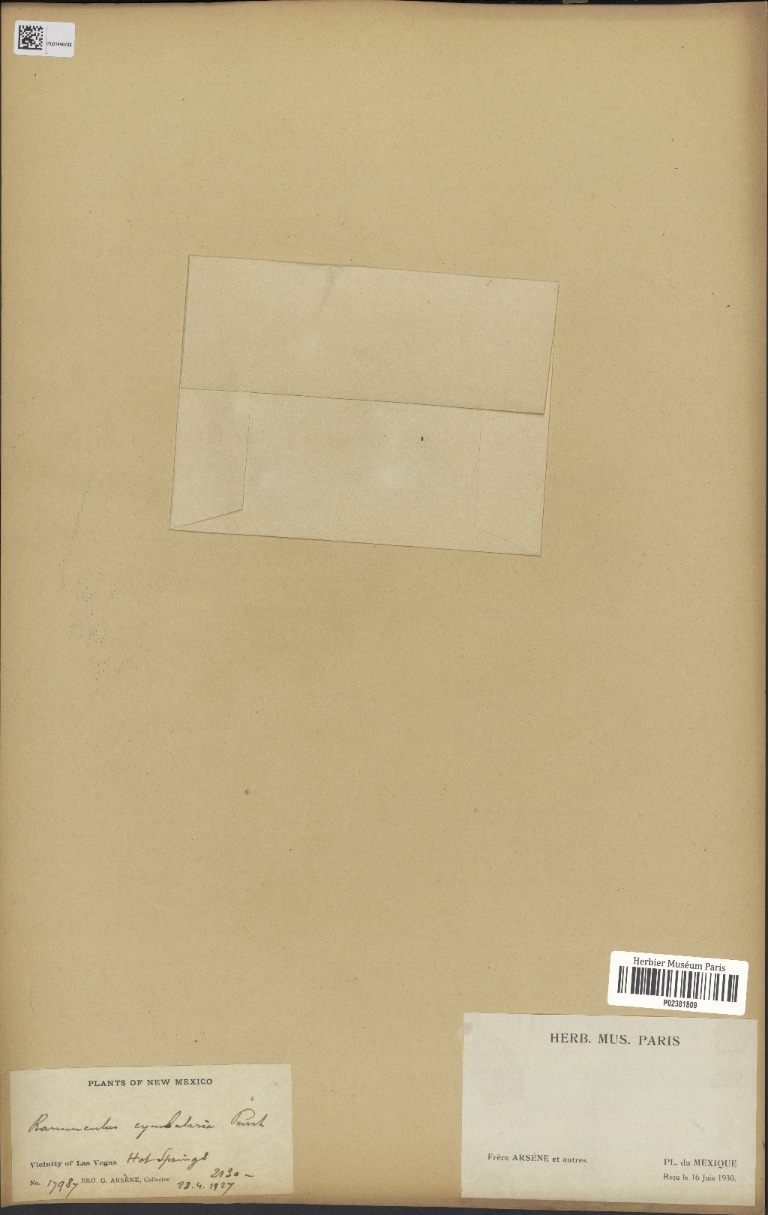 Herbier Muséum Paris
P02381809
HERB. MUS. PARIS
Frère ARSÈNE et autres
PL. du MEXIQUE
Reçu le 16 Juin 1930.
PLANTS OF NEW MEXICO
Ranunculus cymbalaria Pursh
Vicinity of Las Vegas Hot Springs
2130 -
No. 17987 BRO. G. ARSÈNE, Collector 28.4.1927